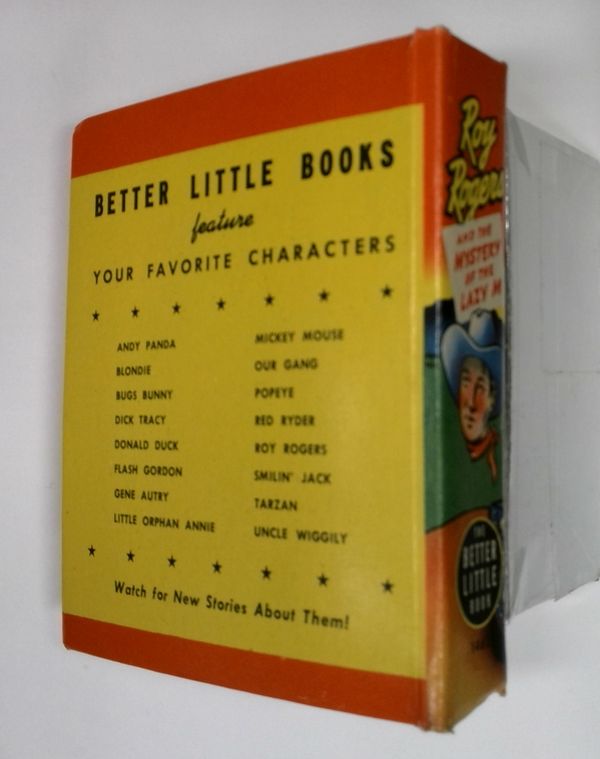 BETTER LITTLE BOOKS
feature
YOUR FAVORITE CHARACTERS
ANDY PANDA
BLONDIE
BUGS BUNNY
DICK TRACY
DONALD DUCK
FLASH GORDON
GENE AUTRY
LITTLE ORPHAN ANNIE
MICKEY MOUSE
OUR GANG
POPEYE
RED RYDER
ROY ROGERS
SMILIN' JACK
TARZAN
UNCLE WIGGILY
Watch for New Stories About Them!
Roy
Rogers
AND THE
MYSTERY
OF THE
LAZY M
THE
BETTER
LITTLE
BOOK